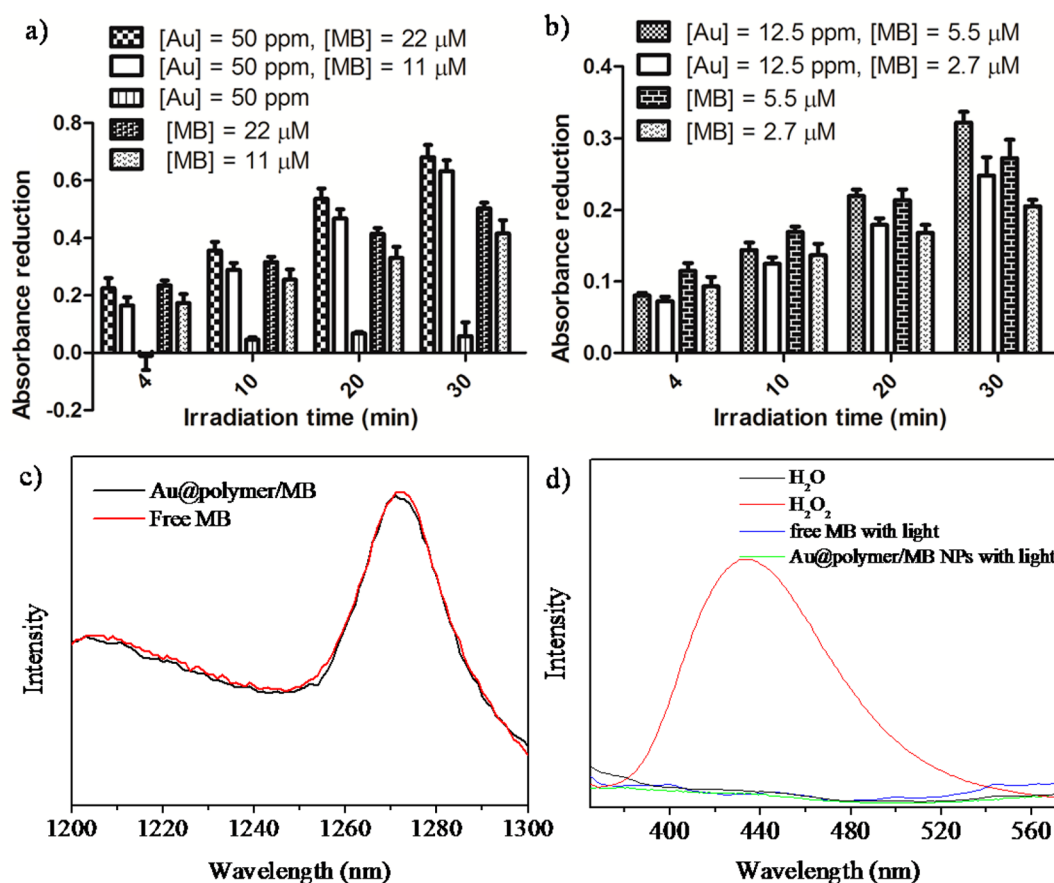 a)
[Au] = 50 ppm, [MB] = 22 μM
[Au] = 50 ppm, [MB] = 11 μM
[Au] = 50 ppm
[MB] = 22 μM
[MB] = 11 μM
Absorbance reduction
0.8
0.6
0.4
0.2
0.0
-0.2
4
10
20
30
Irradiation time (min)
b)
[Au] = 12.5 ppm, [MB] = 5.5 μM
[Au] = 12.5 ppm, [MB] = 2.7 μM
[MB] = 5.5 μM
[MB] = 2.7 μM
Absorbance reduction
0.4
0.3
0.2
0.1
0.0
4
10
20
30
Irradiation time (min)
c)
Au@polymer/MB
Free MB
Intensity
1200 1220 1240 1260 1280 1300
Wavelength (nm)
d)
H₂O
H₂O₂
free MB with light
Au@polymer/MB NPs with light
Intensity
400 440 480 520 560
Wavelength (nm)